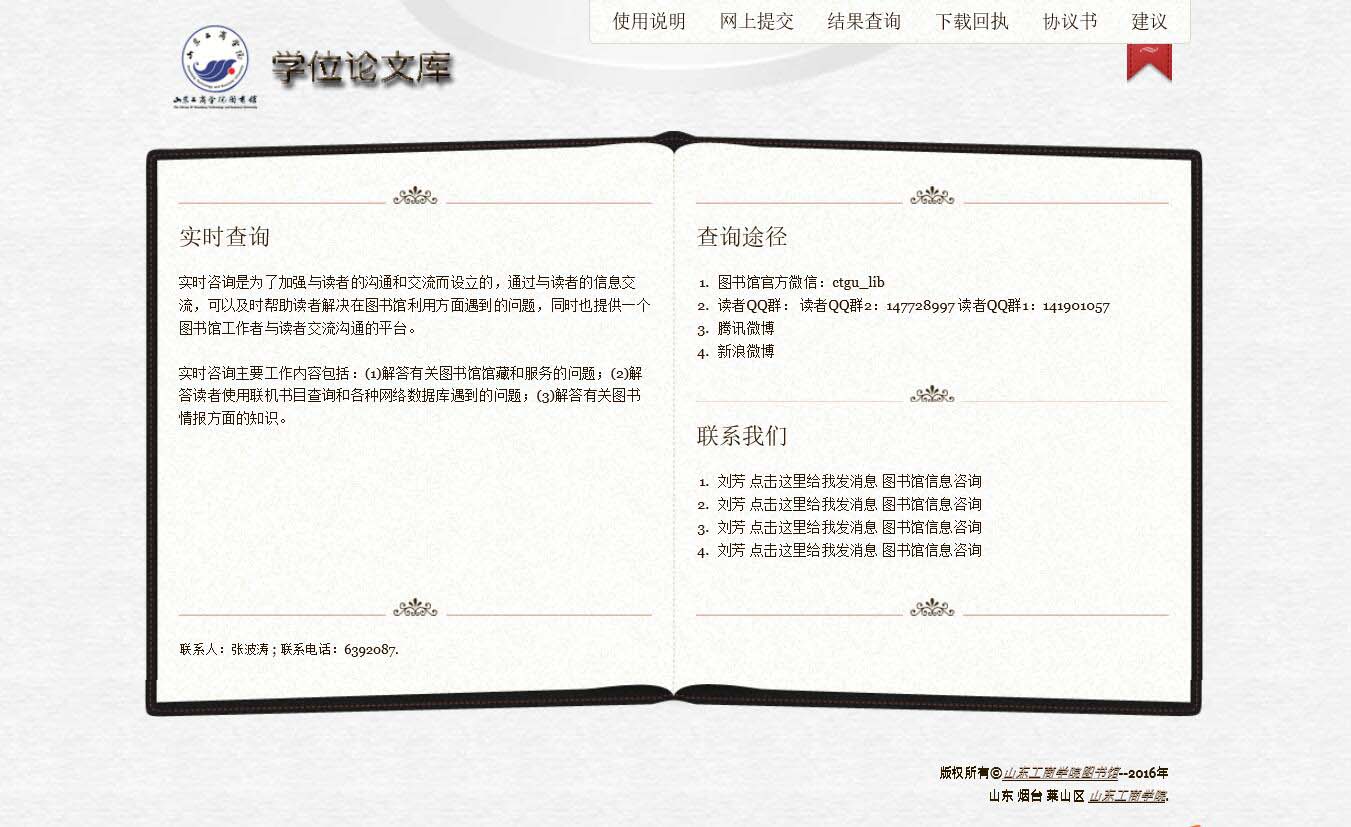 使用说明 网上提交 结果查询 下载回执 协议书 建议
山东工商学院
学位论文库
山东工商学院图书馆
实时查询
实时咨询是为了加强与读者的沟通和交流而设立的，通过与读者的信息交
流，可以及时帮助读者解决在图书馆利用方面遇到的问题，同时也提供一个
图书馆工作者与读者交流沟通的平台。
实时咨询主要工作内容包括：(1)解答有关图书馆馆藏和服务的问题；(2)解
答读者使用联机书目查询和各种网络数据库遇到的问题；(3)解答有关图书
情报方面的知识。
联系人：张波涛 ; 联系电话：6392087.
查询途径
1. 图书馆官方微信：ctgu_lib
2. 读者QQ群： 读者QQ群2：147728997 读者QQ群1：141901057
3. 腾讯微博
4. 新浪微博
联系我们
1. 刘芳 点击这里给我发消息 图书馆信息咨询
2. 刘芳 点击这里给我发消息 图书馆信息咨询
3. 刘芳 点击这里给我发消息 图书馆信息咨询
4. 刘芳 点击这里给我发消息 图书馆信息咨询
版权所有©山东工商学院图书馆--2016年
山东 烟台 莱山区 山东工商学院.